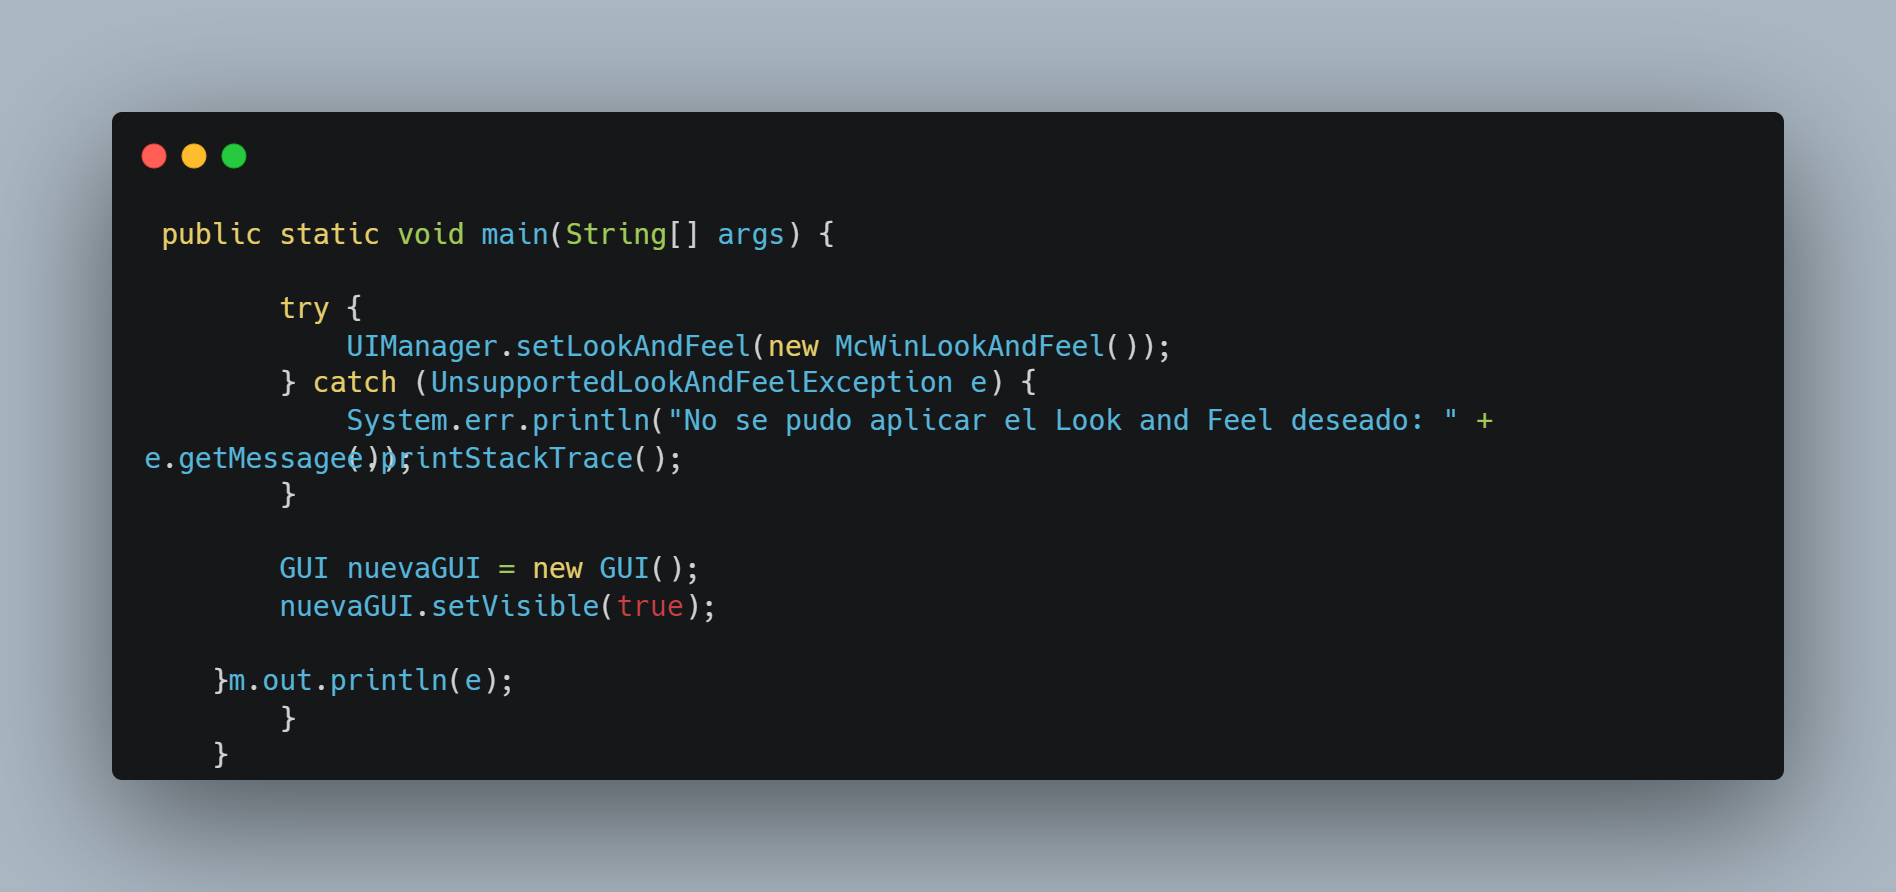 public static void main(String[] args) {
try {
UIManager.setLookAndFeel(new McWinLookAndFeel());
} catch (UnsupportedLookAndFeelException e) {
System.err.println("No se pudo aplicar el Look and Feel deseado: " +
e.getMessage());
e.printStackTrace();
}
GUI nuevaGUI = new GUI();
nuevaGUI.setVisible(true);
}m.out.println(e);
}
}